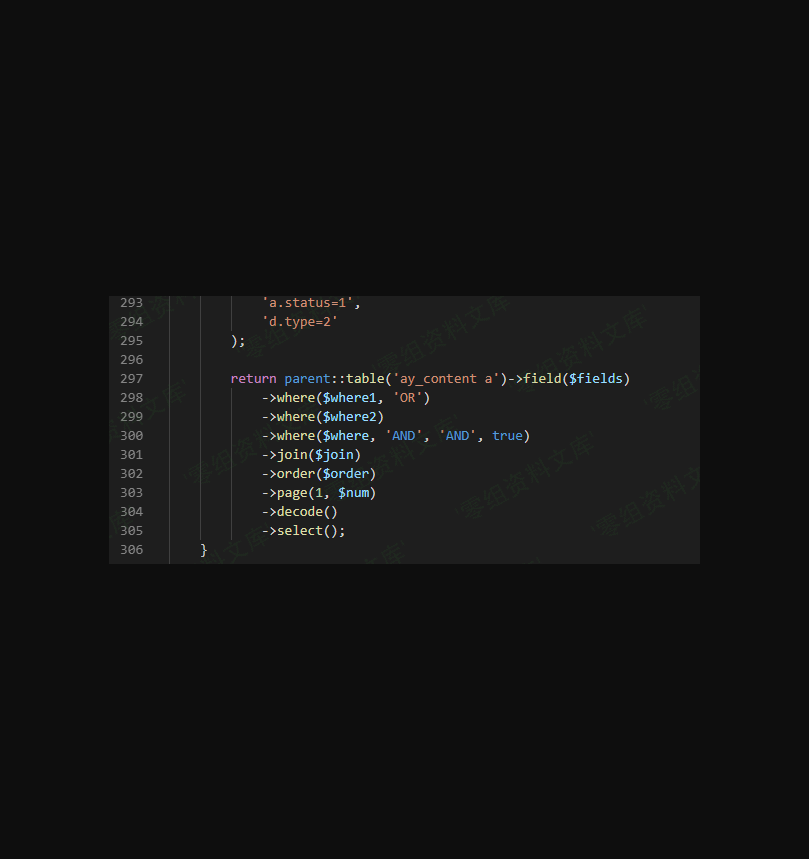 293 'a.status=1',
294 'd.type=2'
295 );
296
297 return parent::table('ay_content a')->field($fields)
298 ->where($where1, 'OR')
299 ->where($where2)
300 ->where($where, 'AND', 'AND', true)
301 ->join($join)
302 ->order($order)
303 ->page(1, $num)
304 ->decode()
305 ->select();
306 }
零组资料文库